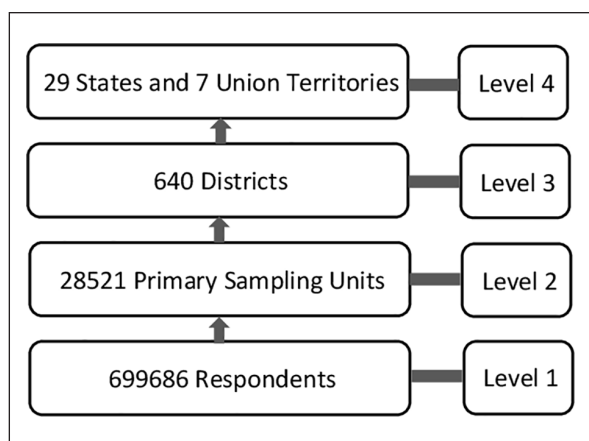 29 States and 7 Union Territories
Level 4
640 Districts
Level 3
28521 Primary Sampling Units
Level 2
699686 Respondents
Level 1